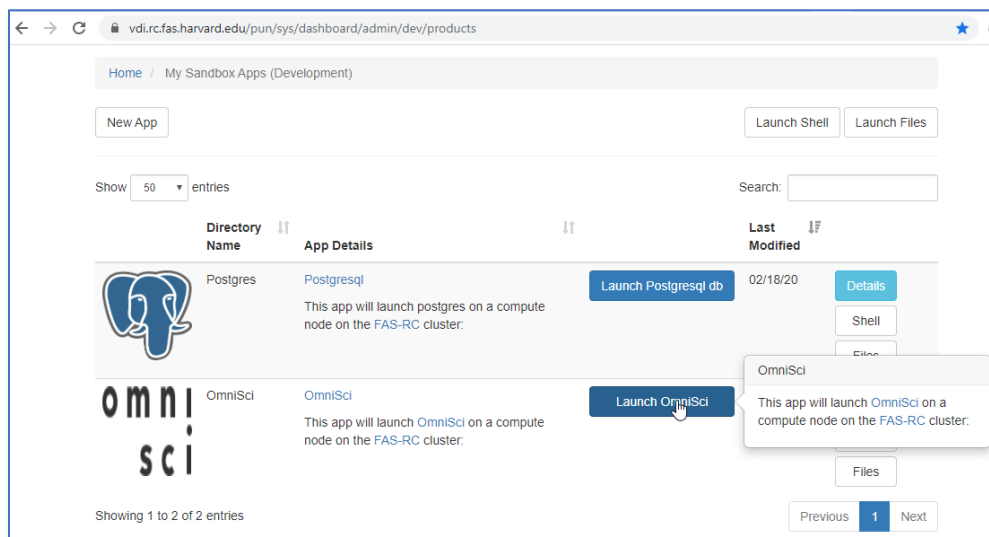 vdi.rc.fas.harvard.edu/pun/sys/dashboard/admin/dev/products
Home / My Sandbox Apps (Development)
New App
Launch Shell
Launch Files
Show 50 entries
Search:
Directory
Name
App Details
Last
Modified
Postgres
Postgresql
This app will launch postgres on a compute
node on the FAS-RC cluster:
Launch Postgresql db
02/18/20
Details
Shell
Files
omni
sci
OmniSci
OmniSci
This app will launch OmniSci on a compute
node on the FAS-RC cluster:
Launch OmniSci
OmniSci
This app will launch OmniSci on a
compute node on the FAS-RC cluster:
Files
Showing 1 to 2 of 2 entries
Previous 1 Next